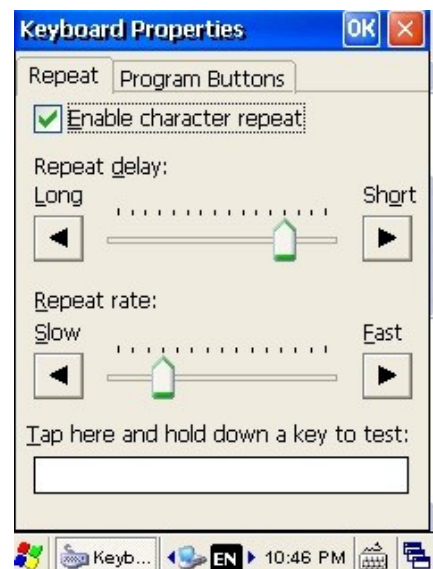 Keyboard Properties OK
Repeat Program Buttons
Enable character repeat
Repeat delay:
Long Short
Repeat rate:
Slow Fast
Tap here and hold down a key to test:
Keyb... EN 10:46 PM